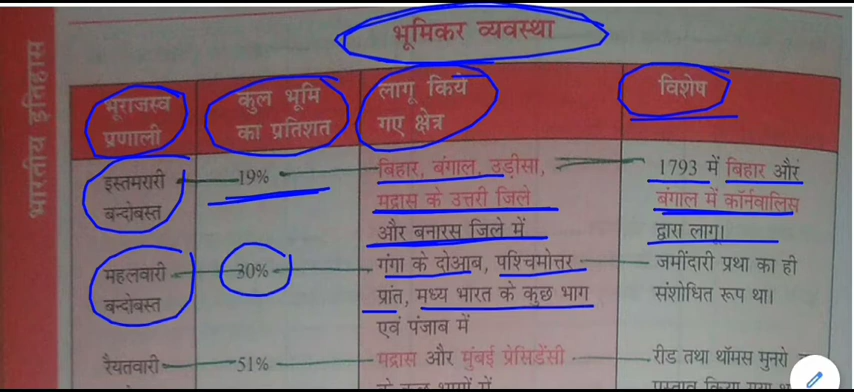 भूमिकर व्यवस्था
भारतीय इतिहास
भूराजस्व
प्रणाली
कुल भूमि
का प्रतिशत
लागू किये
गए क्षेत्र
विशेष
इस्तमरारी
बन्दोबस्त
19%
बिहार, बंगाल, उड़ीसा,
मद्रास के उत्तरी जिले
और बनारस जिले में
1793 में बिहार और
बंगाल में कॉर्नवालिस
द्वारा लागू।
महलवारी
बन्दोबस्त
30%
गंगा के दोआब, पश्चिमोत्तर
प्रांत, मध्य भारत के कुछ भाग
एवं पंजाब में
जमींदारी प्रथा का ही
संशोधित रूप था।
रैयतवारी
51%
मद्रास और मुंबई प्रेसिडेंसी
के कुछ भागों में
रीड तथा थॉमस मुनरो